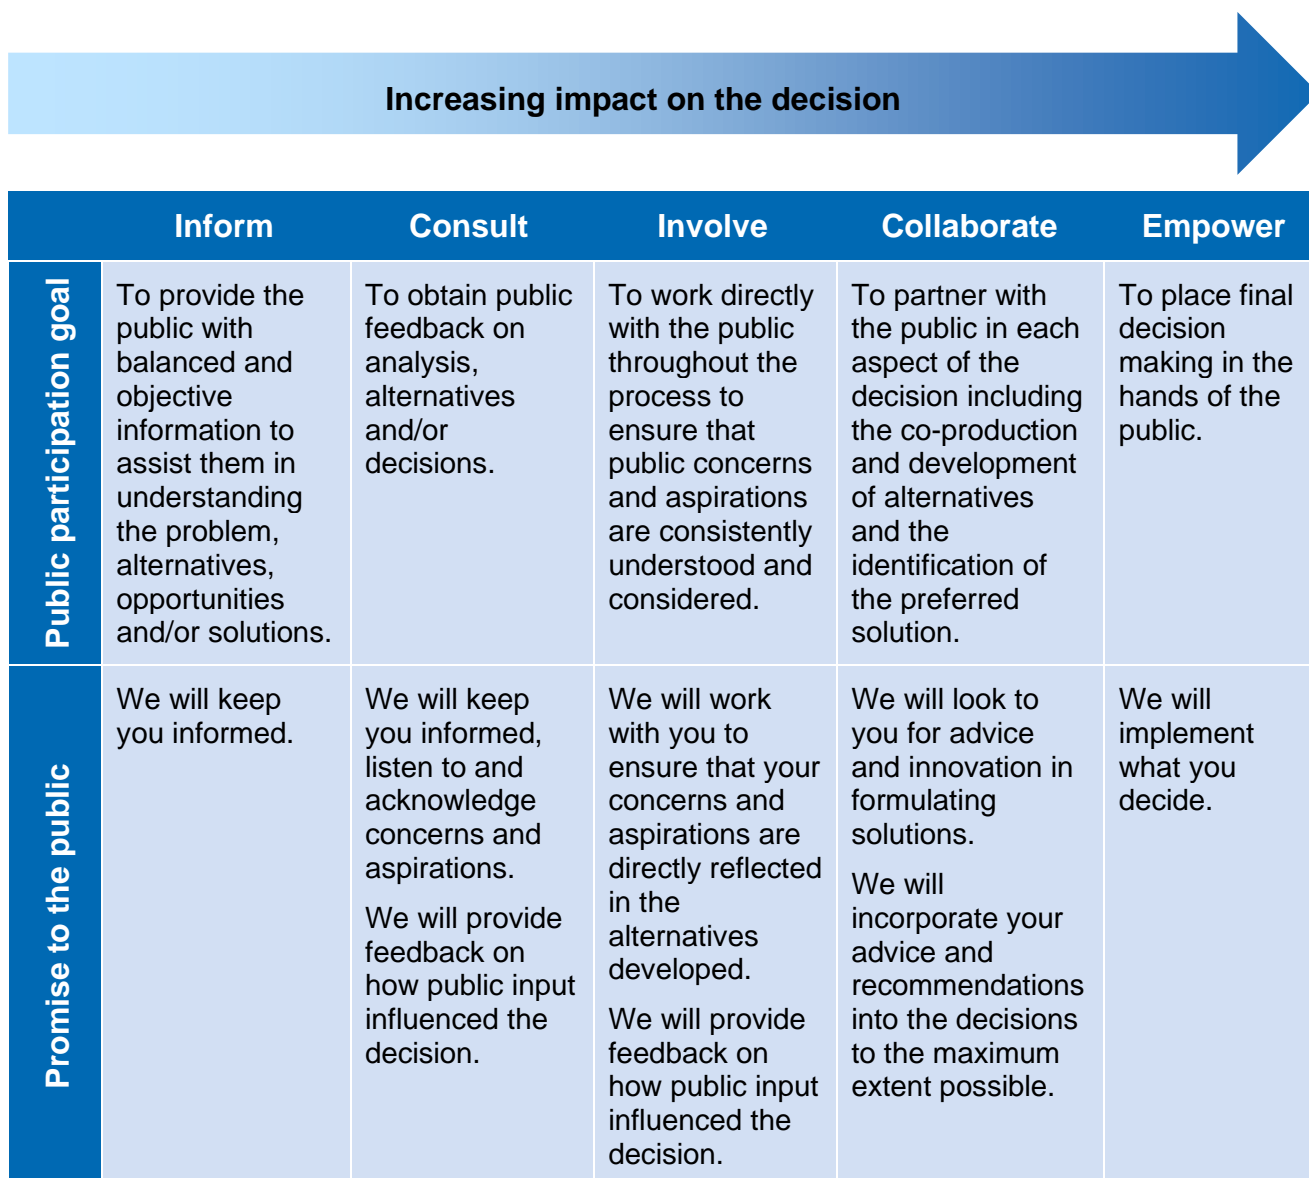 Increasing impact on the decision
Inform
Consult
Involve
Collaborate
Empower
Public participation goal
To provide the
public with
balanced and
objective
information to
assist them in
understanding
the problem,
alternatives,
opportunities
and/or solutions.
To obtain public
feedback on
analysis,
alternatives
and/or
decisions.
To work directly
with the public
throughout the
process to
ensure that
public concerns
and aspirations
are consistently
understood and
considered.
To partner with
the public in each
aspect of the
decision including
the co-production
and development
of alternatives
and the
identification of
the preferred
solution.
To place final
decision
making in the
hands of the
public.
Promise to the public
We will keep
you informed.
We will keep
you informed,
listen to and
acknowledge
concerns and
aspirations.
We will provide
feedback on
how public input
influenced the
decision.
We will work
with you to
ensure that your
concerns and
aspirations are
directly reflected
in the
alternatives
developed.
We will provide
feedback on
how public input
influenced the
decision.
We will look to
you for advice
and innovation in
formulating
solutions.
We will
incorporate your
advice and
recommendations
into the decisions
to the maximum
extent possible.
We will
implement
what you
decide.